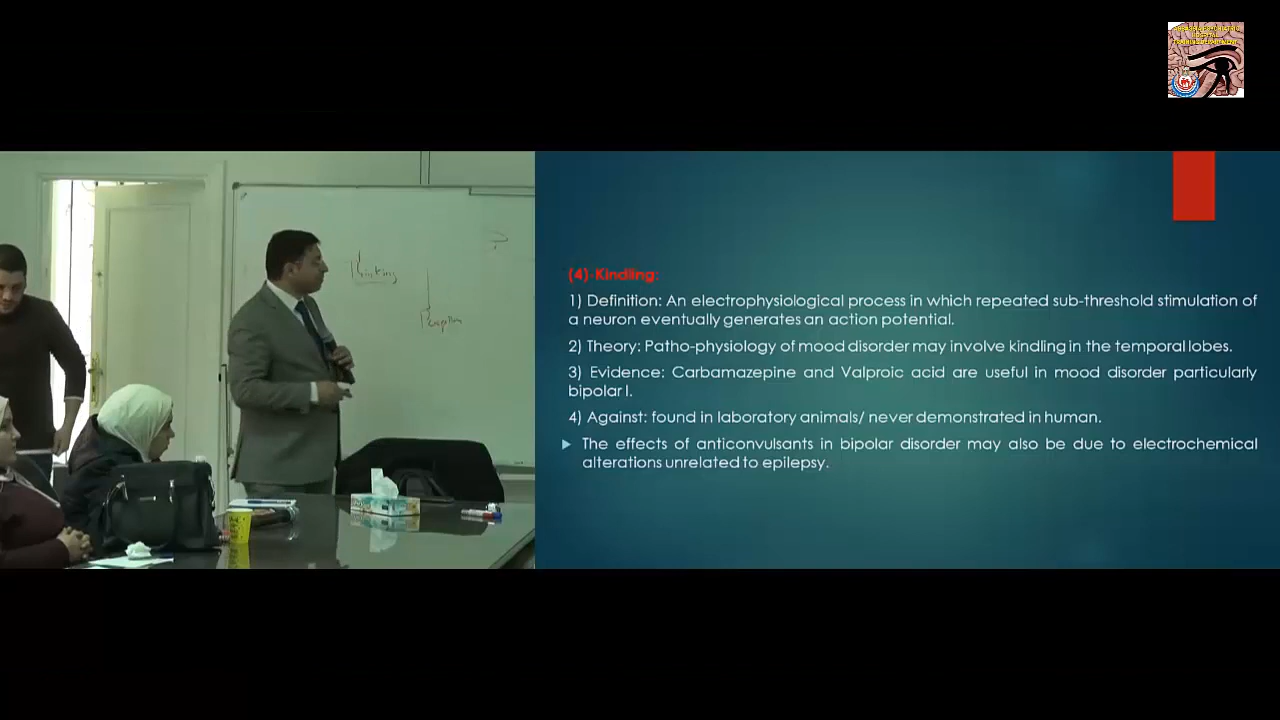 HOSPITAL
Thinking
Perception
(4)-Kindling:
1) Definition: An electrophysiological process in which repeated sub-threshold stimulation of
a neuron eventually generates an action potential.
2) Theory: Patho-physiology of mood disorder may involve kindling in the temporal lobes.
3) Evidence: Carbamazepine and Valproic acid are useful in mood disorder particularly
bipolar I.
4) Against: found in laboratory animals/ never demonstrated in human.
The effects of anticonvulsants in bipolar disorder may also be due to electrochemical
alterations unrelated to epilepsy.